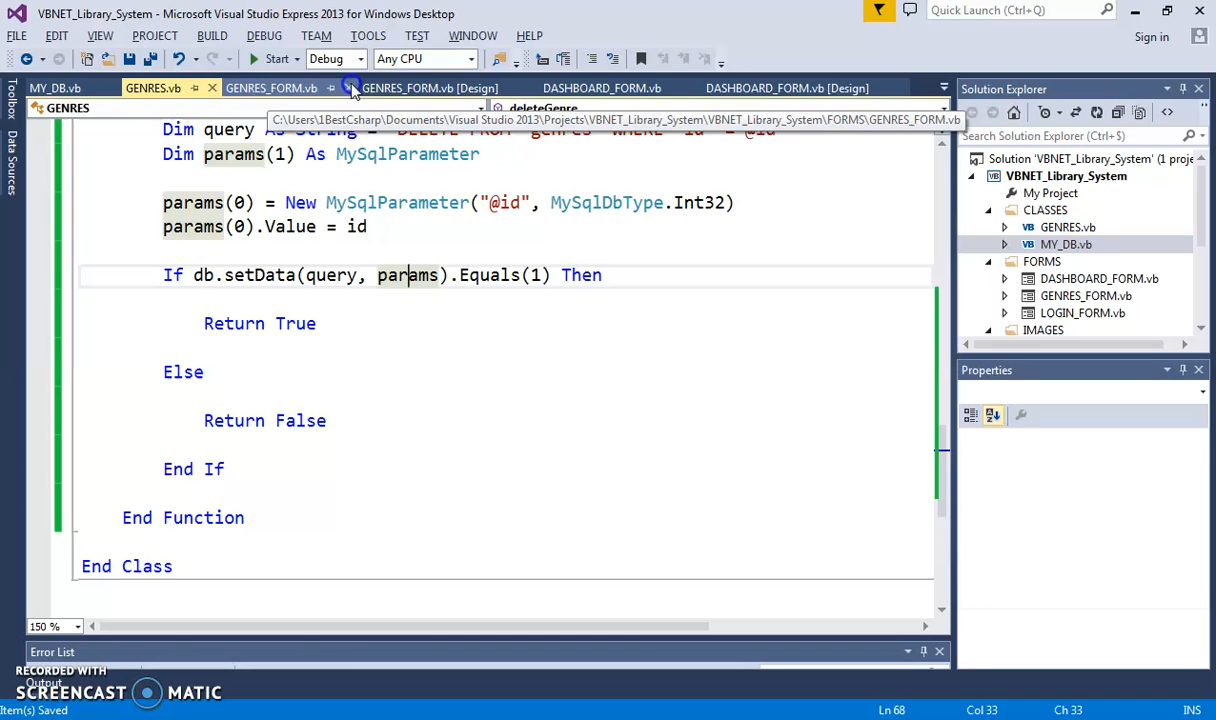 VBNET_Library_System - Microsoft Visual Studio Express 2013 for Windows Desktop
Quick Launch (Ctrl+Q)
FILE EDIT VIEW PROJECT BUILD DEBUG TEAM TOOLS TEST WINDOW HELP
Sign in
Start Debug Any CPU
MY_DB.vb GENRES.vb GENRES_FORM.vb GENRES_FORM.vb [Design] DASHBOARD_FORM.vb DASHBOARD_FORM.vb [Design]
GENRES deleteGenre
C:\Users\1BestCsharp\Documents\Visual Studio 2013\Projects\VBNET_Library_System\VBNET_Library_System\FORMS\GENRES_FORM.vb
Toolbox
Data Sources
Dim query As String = "DELETE FROM `genres` WHERE `id` = @id"
Dim params(1) As MySqlParameter
params(0) = New MySqlParameter("@id", MySqlDbType.Int32)
params(0).Value = id
If db.setData(query, params).Equals(1) Then
Return True
Else
Return False
End If
End Function
End Class
150 %
Error List
Output
Solution Explorer
Search Solution Explorer (Ctrl+$)
Solution 'VBNET_Library_System' (1 proje
VBNET_Library_System
My Project
CLASSES
GENRES.vb
MY_DB.vb
FORMS
DASHBOARD_FORM.vb
GENRES_FORM.vb
LOGIN_FORM.vb
IMAGES
Properties
RECORDED WITH
SCREENCAST MATIC
Item(s) Saved
Ln 68 Col 33 Ch 33 INS